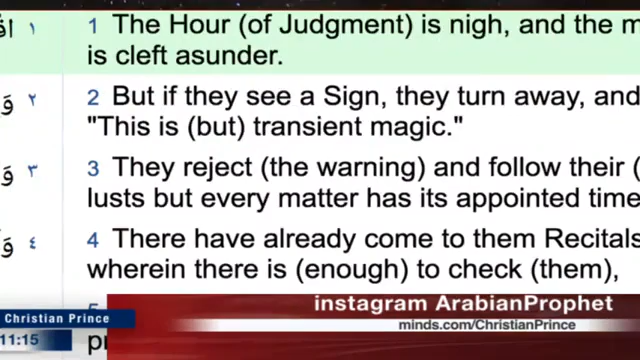 1 The Hour (of Judgment) is nigh, and the
is cleft asunder.
٢
2 But if they see a Sign, they turn away, and
"This is (but) transient magic."
٣
3 They reject (the warning) and follow their (
lusts but every matter has its appointed time
٤
4 There have already come to them Recitals
wherein there is (enough) to check (them),
instagram ArabianProphet
Christian Prince
minds.com/ChristianPrince
11:15